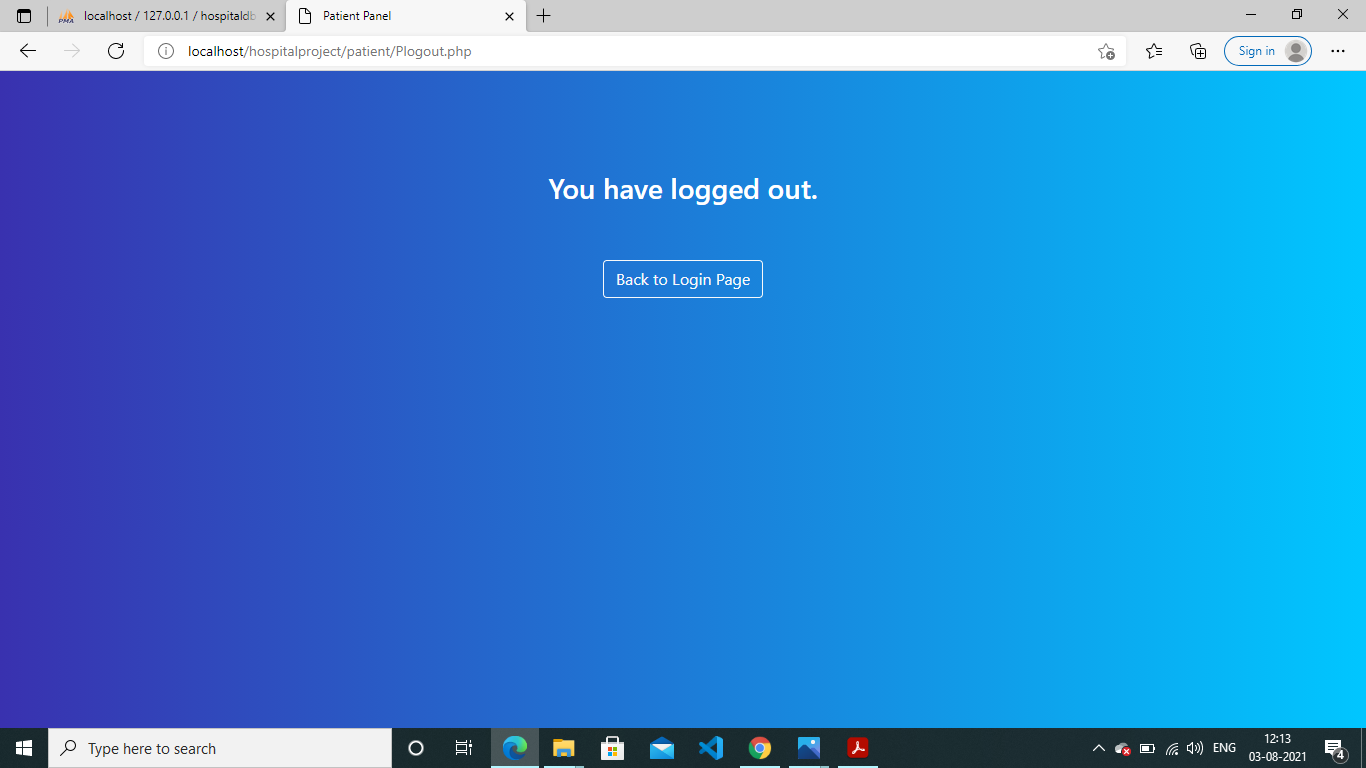 localhost / 127.0.0.1 / hospitaldb
Patient Panel
localhost/hospitalproject/patient/Plogout.php
Sign in
You have logged out.
Back to Login Page
Type here to search
ENG
12:13
03-08-2021
4